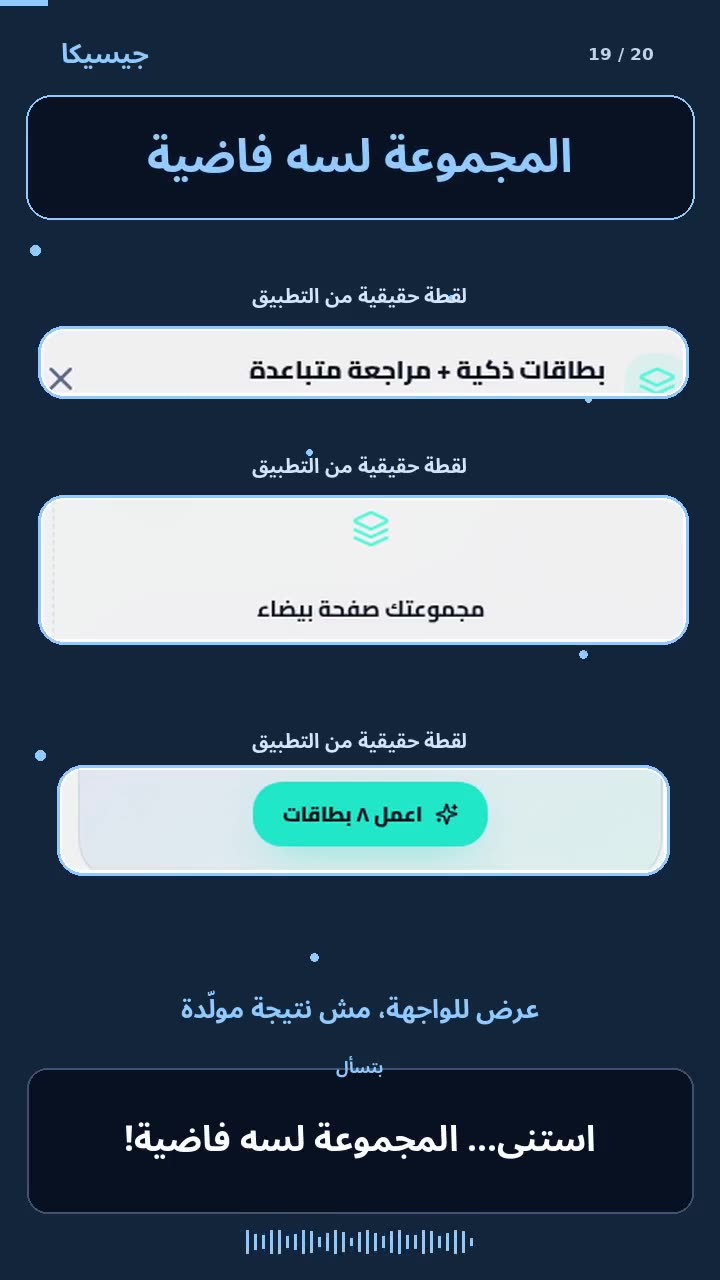 جيسيكا
19 / 20
المجموعة لسه فاضية
لقطة حقيقية من التطبيق
بطاقات ذكية + مراجعة متباعدة
لقطة حقيقية من التطبيق
مجموعتك صفحة بيضاء
لقطة حقيقية من التطبيق
اعمل ٨ بطاقات
عرض للواجهة، مش نتيجة مولّدة
بتسأل
استنى... المجموعة لسه فاضية!